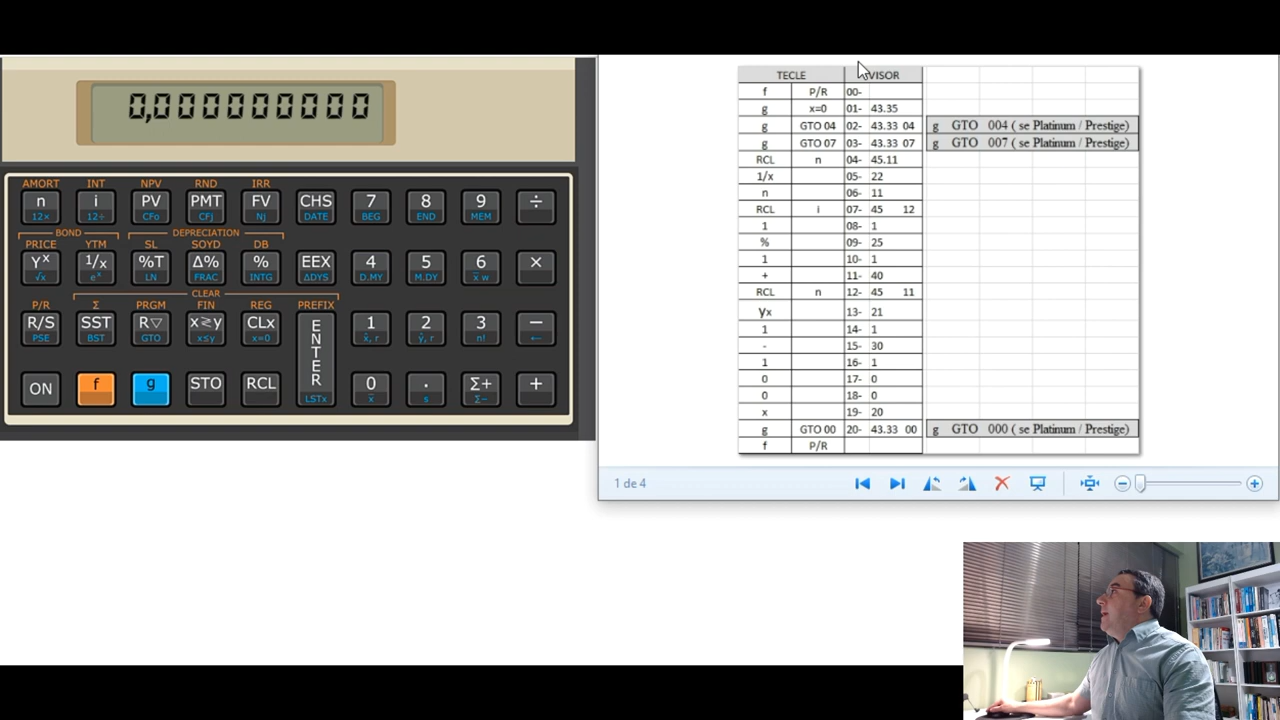 0,000000000
AMORT INT NPV RND IRR
n i PV PMT FV CHS 7 8 9 ÷
12× 12÷ CFo CFj Nj DATE BEG END MEM
BOND DEPRECIATION
PRICE YTM SL SOYD DB
Yˣ 1/x %T Δ% % EEX 4 5 6 ×
√x eˣ LN FRAC INTG ΔDYS D.MY M.DY x̄ w
CLEAR
P/R Σ PRGM FIN REG PREFIX
R/S SST R▽ x≷y CLx ENTER 1 2 3 −
PSE BST GTO x≤y x=0 x̂, r ŷ, r n! ←
ON f g STO RCL 0 . Σ+ +
LSTx x̄ s Σ−
TECLE VISOR
f P/R 00-
g x=0 01- 43.35
g GTO 04 02- 43.33 04 g GTO 004 ( se Platinum / Prestige)
g GTO 07 03- 43.33 07 g GTO 007 ( se Platinum / Prestige)
RCL n 04- 45.11
1/x 05- 22
n 06- 11
RCL i 07- 45 12
1 08- 1
% 09- 25
1 10- 1
+ 11- 40
RCL n 12- 45 11
yx 13- 21
1 14- 1
- 15- 30
1 16- 1
0 17- 0
0 18- 0
x 19- 20
g GTO 00 20- 43.33 00 g GTO 000 ( se Platinum / Prestige)
f P/R
1 de 4